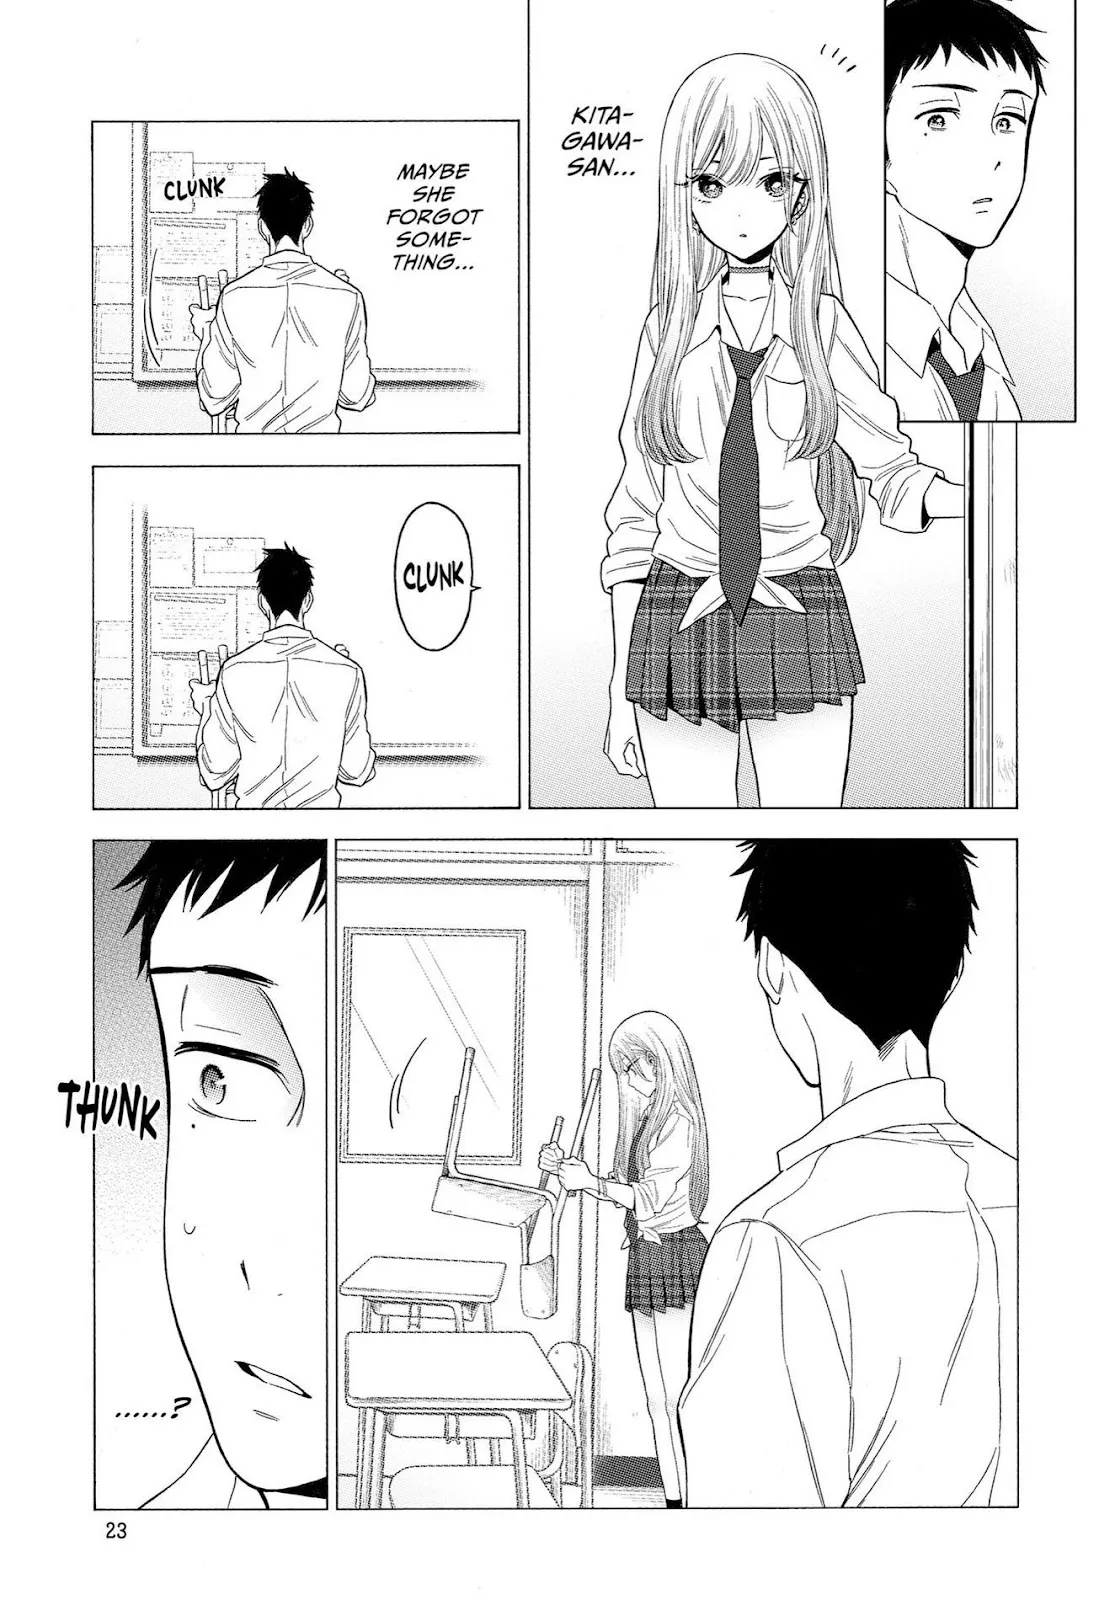 KITA-
GAWA-
SAN...
MAYBE
SHE
FORGOT
SOME-
THING...
CLUNK
CLUNK
THUNK
.......?
23